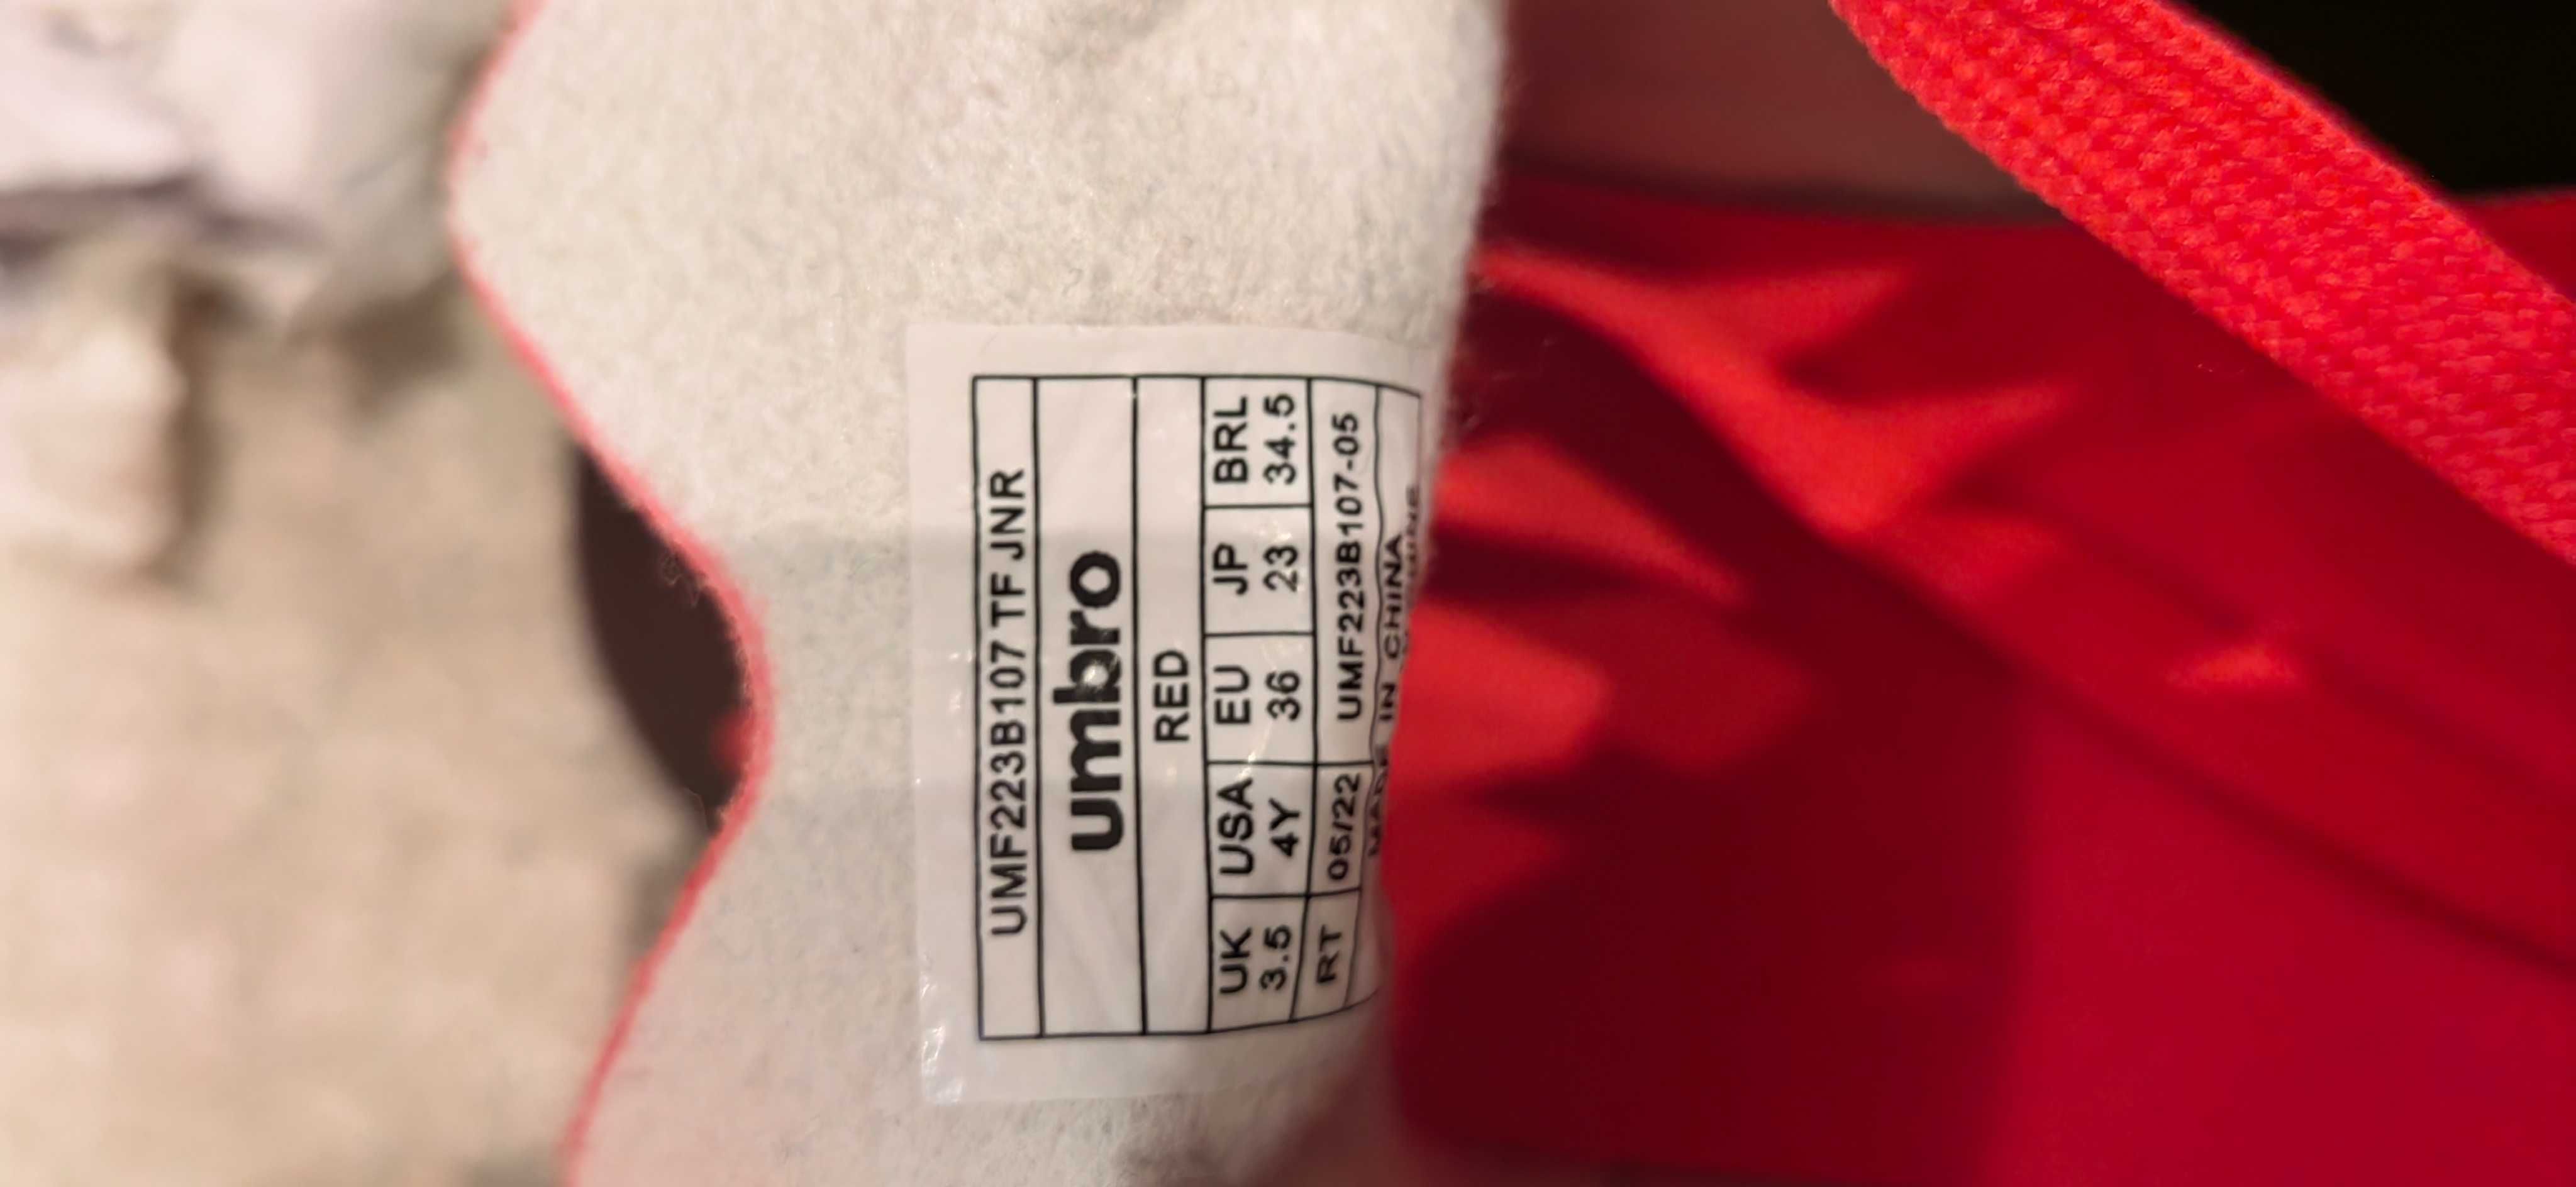 UMF223B107 TF JNR
umbro
RED
UK USA EU JP BRL
3.5 4Y 36 23 34.5
RT 05/22 UMF223B107-05
MADE IN CHINA